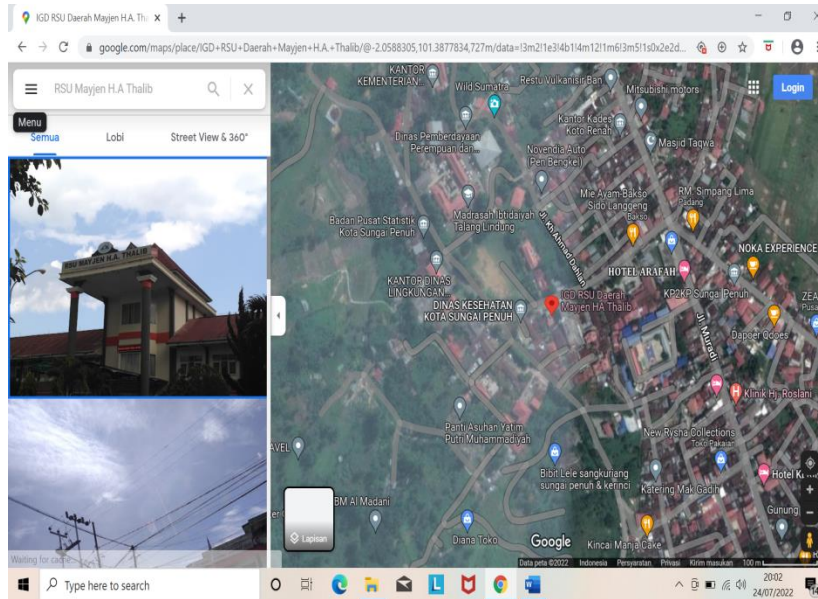 IGD RSU Daerah Mayjen H.A. Tha
google.com/maps/place/IGD+RSU+Daerah+Mayjen+H.A.+Thalib/@-2.0588305,101.3877834,727m/data=!3m2!1e3!4b1!4m12!1m6!3m5!1s0x2e2d...
RSU Mayjen H.A Thalib
Menu
Semua
Lobi
Street View & 360°
RSU MAYJEN H.A. THALIB
Waiting for cache...
KANTOR
KEMENTERIAN...
Wild Sumatra
Restu Vulkanisir Ban
Mitsubishi motors
Login
Kantor Kades
Koto Renah
Dinas Pemberdayaan
Perempuan dan...
Masjid Taqwa
Novendia Auto
(Pen Bengkel)
Mie Ayam-Bakso
Sido Langgeng
Bakso
RM. Simpang Lima
Padang
Madrasah Ibtidaiyah
Talang Lindung
Badan Pusat Statistik
Kota Sungai Penuh
Jl. Kh Ahmad Dahlan
NOKA EXPERIENCE
HOTEL ARAFAH
KANTOR DINAS
LINGKUNGAN...
DINAS KESEHATAN
KOTA SUNGAI PENUH
IGD RSU Daerah
Mayjen HA Thalib
KP2KP Sungai Penuh
ZEA
Pusa
Jl. Muradi
Dapoer Qdoes
Klinik Hj. Roslani
Panti Asuhan Yatim
Putri Muhammadiyah
New Rysha Collections
Toko Pakaian
AVEL
Bibit Lele sangkuriang
sungai penuh & kerinci
Katering Mak Gadih
Hotel K
BM Al Madani
Gunung
Lapisan
Diana Toko
Google
Kincai Manja Cake
Data peta ©2022 Indonesia Persyaratan Privasi Kirim masukan 100 m
Type here to search
20:02
24/07/2022